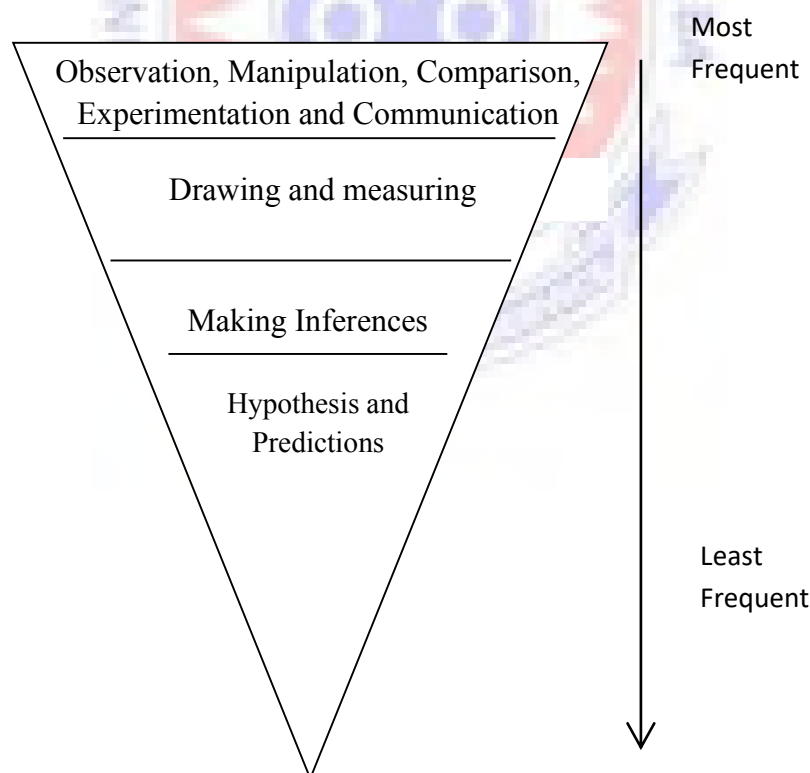 Most
Frequent
Observation, Manipulation, Comparison,
Experimentation and Communication
Drawing and measuring
Making Inferences
Hypothesis and
Predictions
Least
Frequent